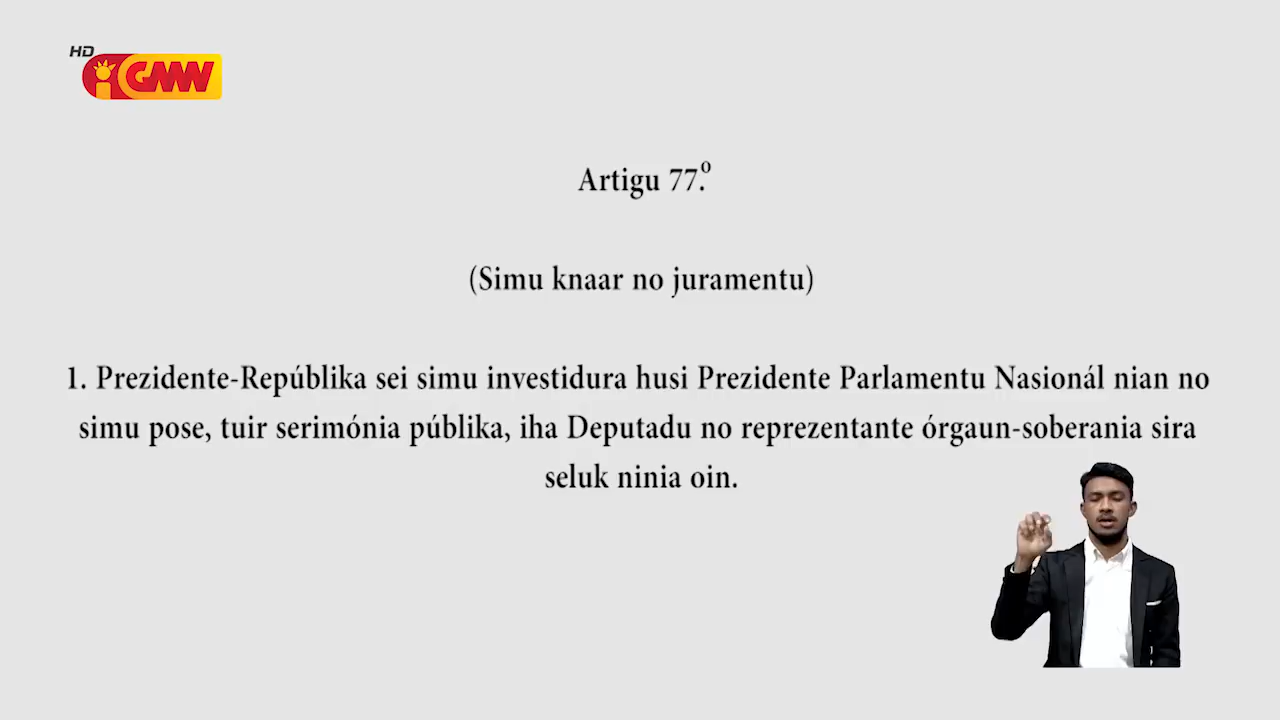 HD
GMN
Artigu 77.º
(Simu knaar no juramentu)
1. Prezidente-Repúblika sei simu investidura husi Prezidente Parlamentu Nasionál nian no
simu pose, tuir serimónia públika, iha Deputadu no reprezentante órgaun-soberania sira
seluk ninia oin.